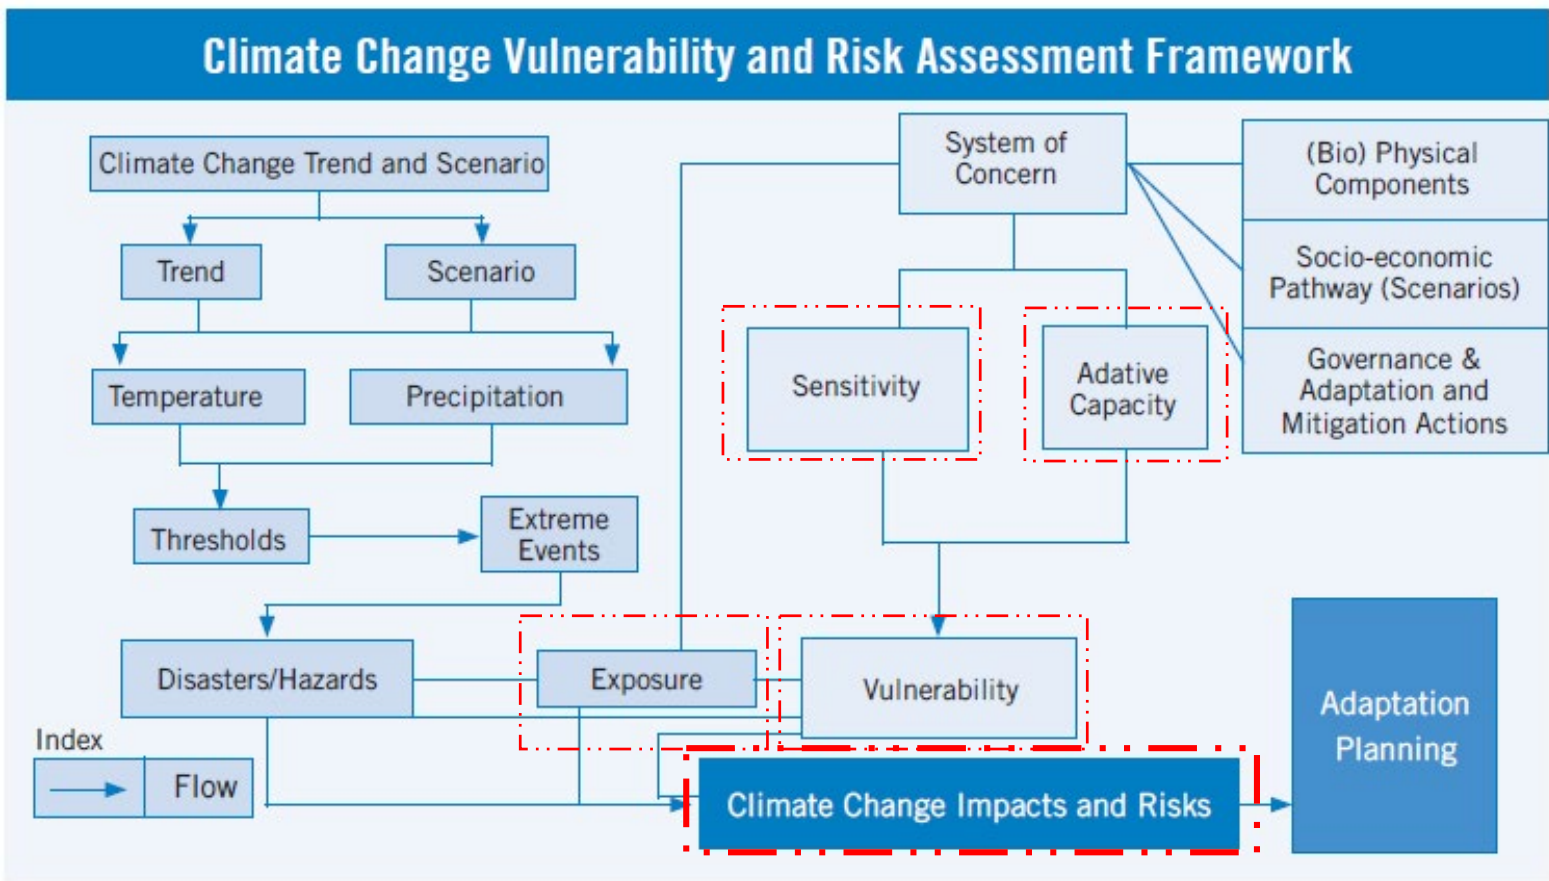 Climate Change Vulnerability and Risk Assessment Framework
Climate Change Trend and Scenario
Trend
Scenario
Temperature
Precipitation
Thresholds
Extreme
Events
Disasters/Hazards
Exposure
System of
Concern
Sensitivity
Adative
Capacity
Vulnerability
(Bio) Physical
Components
Socio-economic
Pathway (Scenarios)
Governance &
Adaptation and
Mitigation Actions
Climate Change Impacts and Risks
Adaptation
Planning
Index
Flow